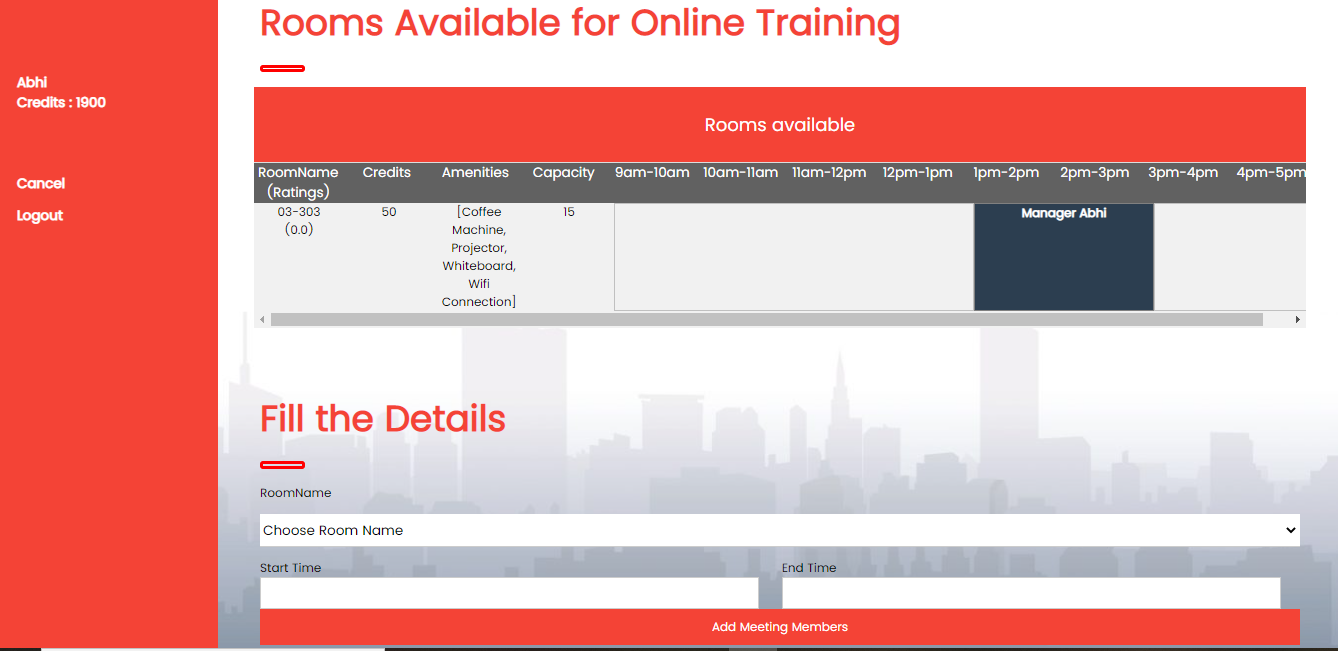 Rooms Available for Online Training
Abhi
Credits : 1900
Cancel
Logout
Rooms available
RoomName (Ratings) Credits Amenities Capacity 9am-10am 10am-11am 11am-12pm 12pm-1pm 1pm-2pm 2pm-3pm 3pm-4pm 4pm-5pm
03-303 50 [Coffee 15 Manager Abhi
(0.0) Machine,
Projector,
Whiteboard,
Wifi
Connection]
Fill the Details
RoomName
Choose Room Name
Start Time End Time
Add Meeting Members